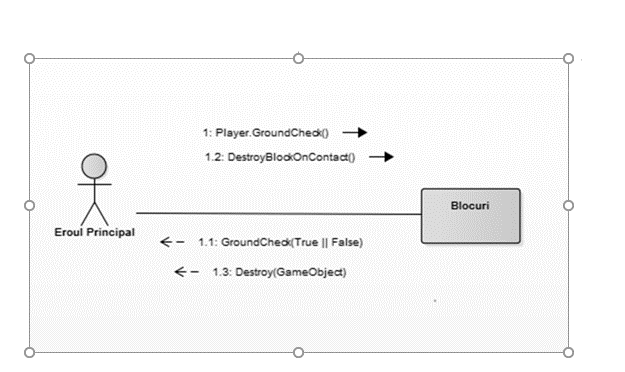 1: Player.GroundCheck()
1.2: DestroyBlockOnContact()
Blocuri
Eroul Principal
1.1: GroundCheck(True || False)
1.3: Destroy(GameObject)